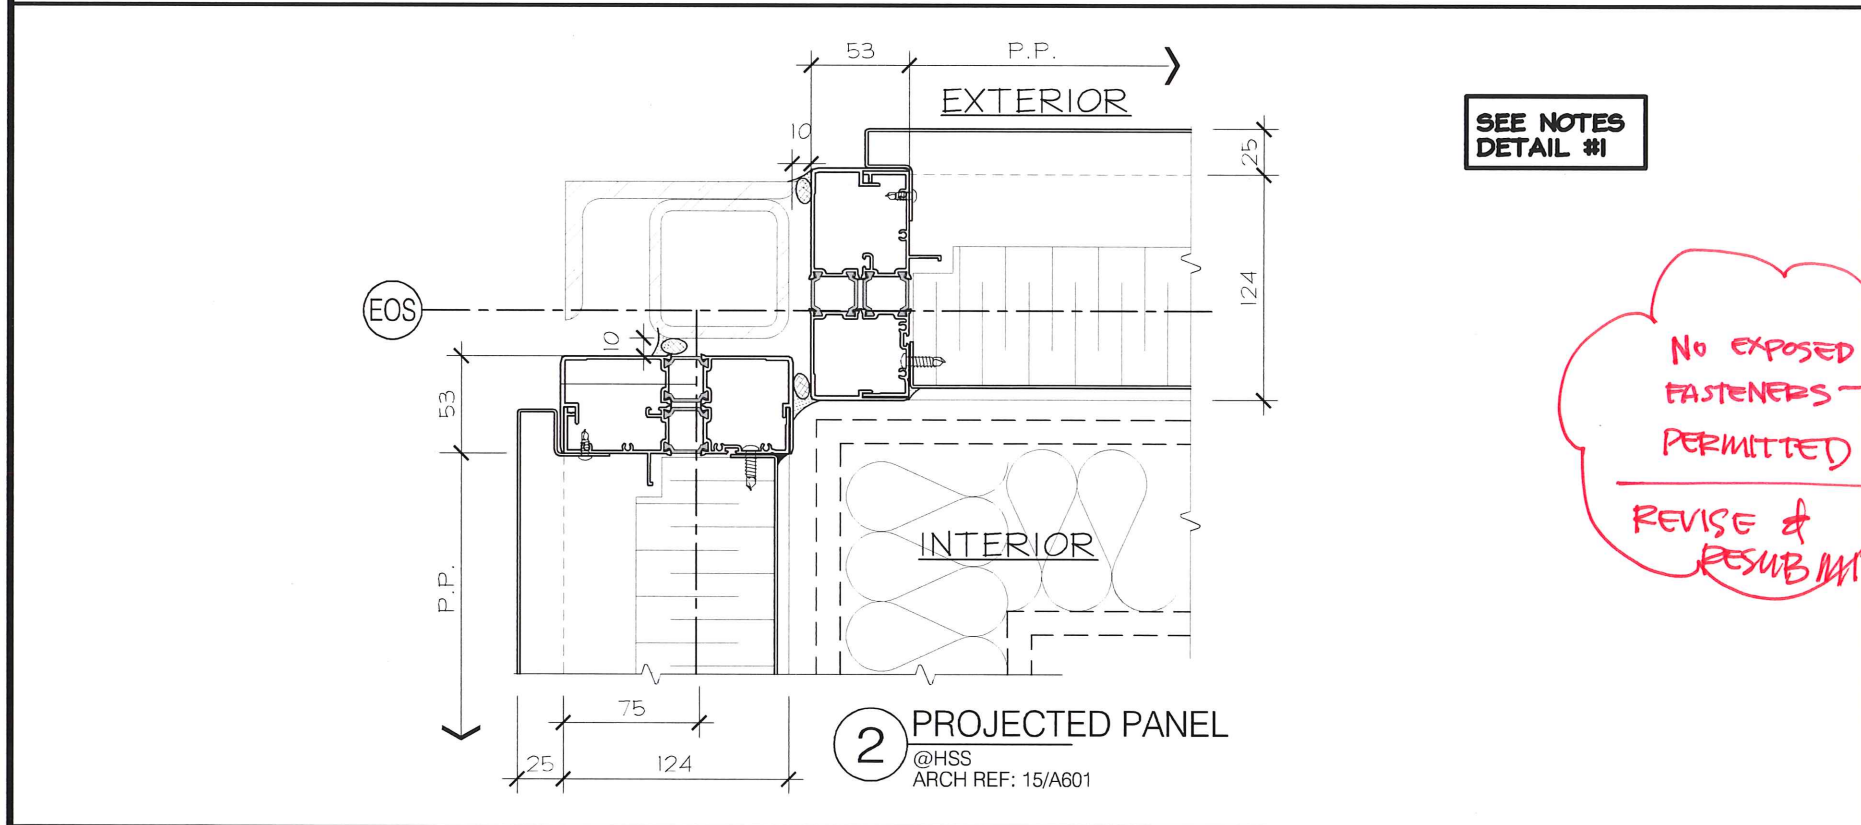 53
P.P.
EXTERIOR
10
25
SEE NOTES
DETAIL #1
124
EOS
10
53
NO EXPOSED
FASTENERS-
PERMITTED
REVISE &
RESUBMIT
INTERIOR
P.P.
75
25
124
2
PROJECTED PANEL
@HSS
ARCH REF: 15/A601